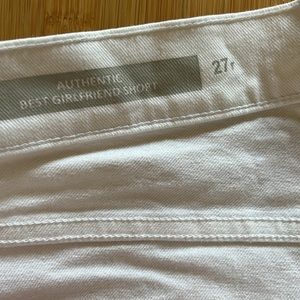 AUTHENTIC
BEST GIRLFRIEND SHORT
27r